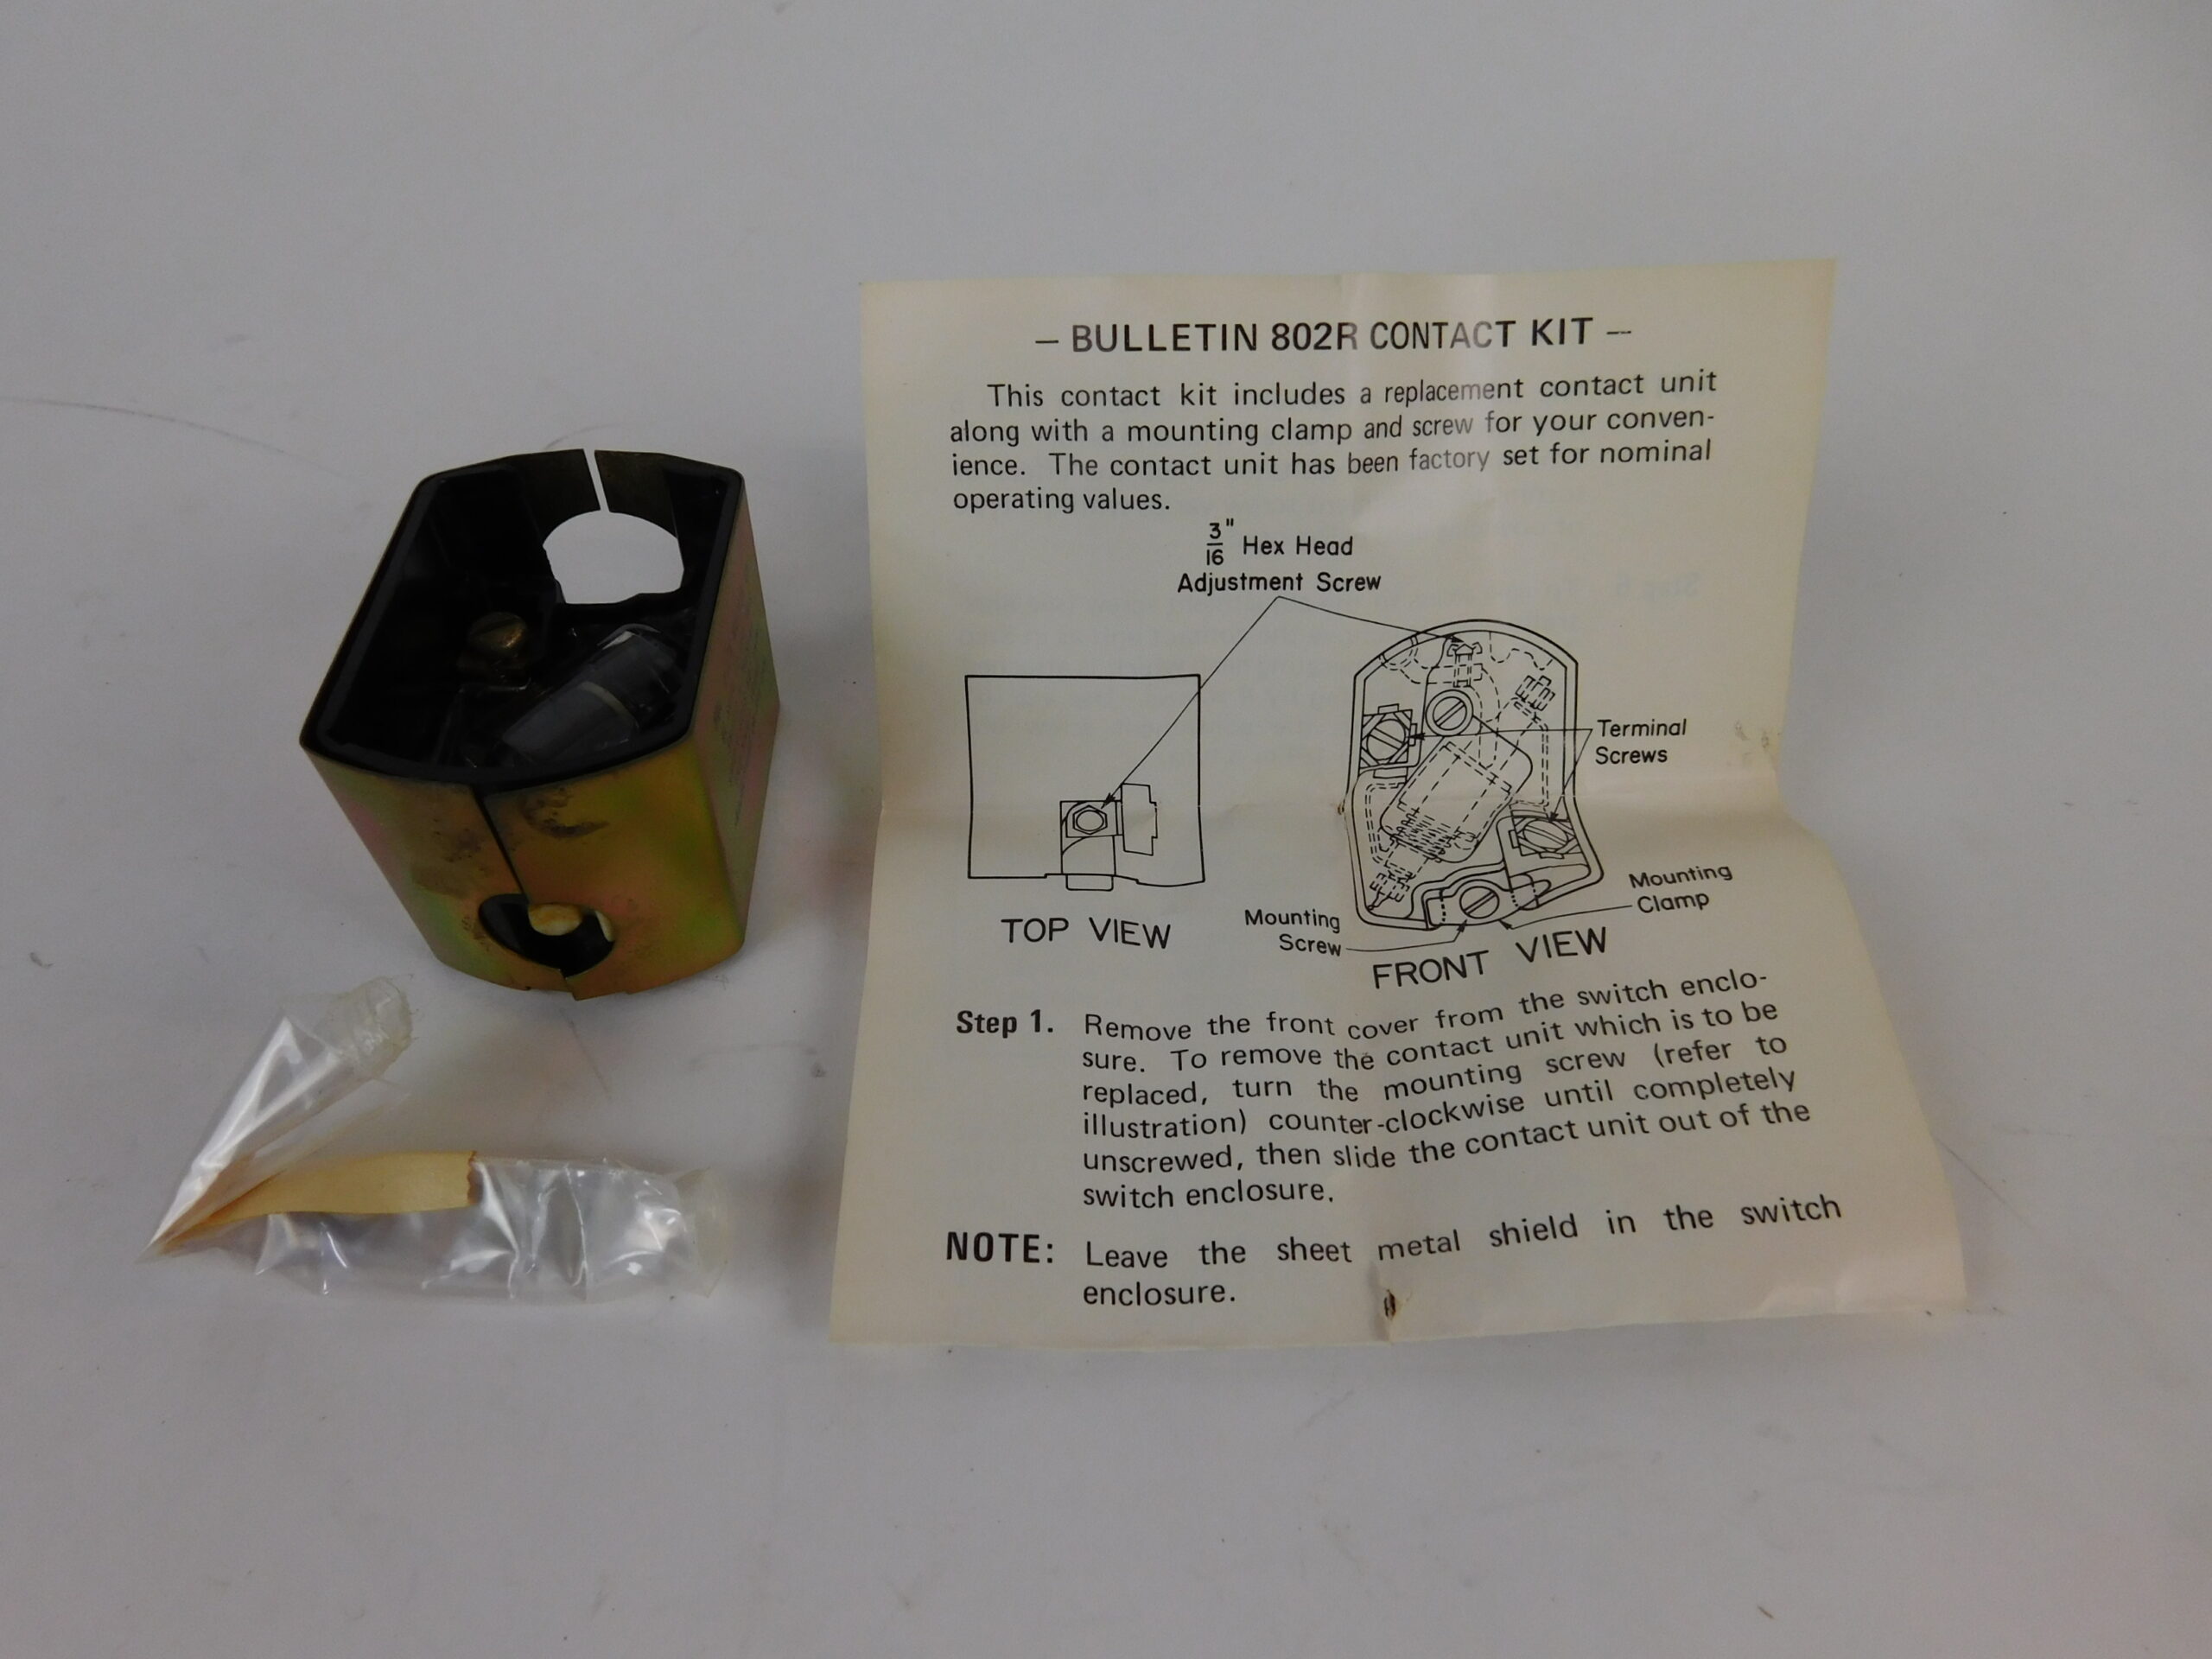 – BULLETIN 802R CONTACT KIT –
This contact kit includes a replacement contact unit
along with a mounting clamp and screw for your conven-
ience. The contact unit has been factory set for nominal
operating values.
3/16" Hex Head
Adjustment Screw
Terminal
Screws
Mounting
Clamp
Mounting
Screw
TOP VIEW
FRONT VIEW
Step 1. Remove the front cover from the switch enclo-
sure. To remove the contact unit which is to be
replaced, turn the mounting screw (refer to
illustration) counter-clockwise until completely
unscrewed, then slide the contact unit out of the
switch enclosure.
NOTE: Leave the sheet metal shield in the switch
enclosure.